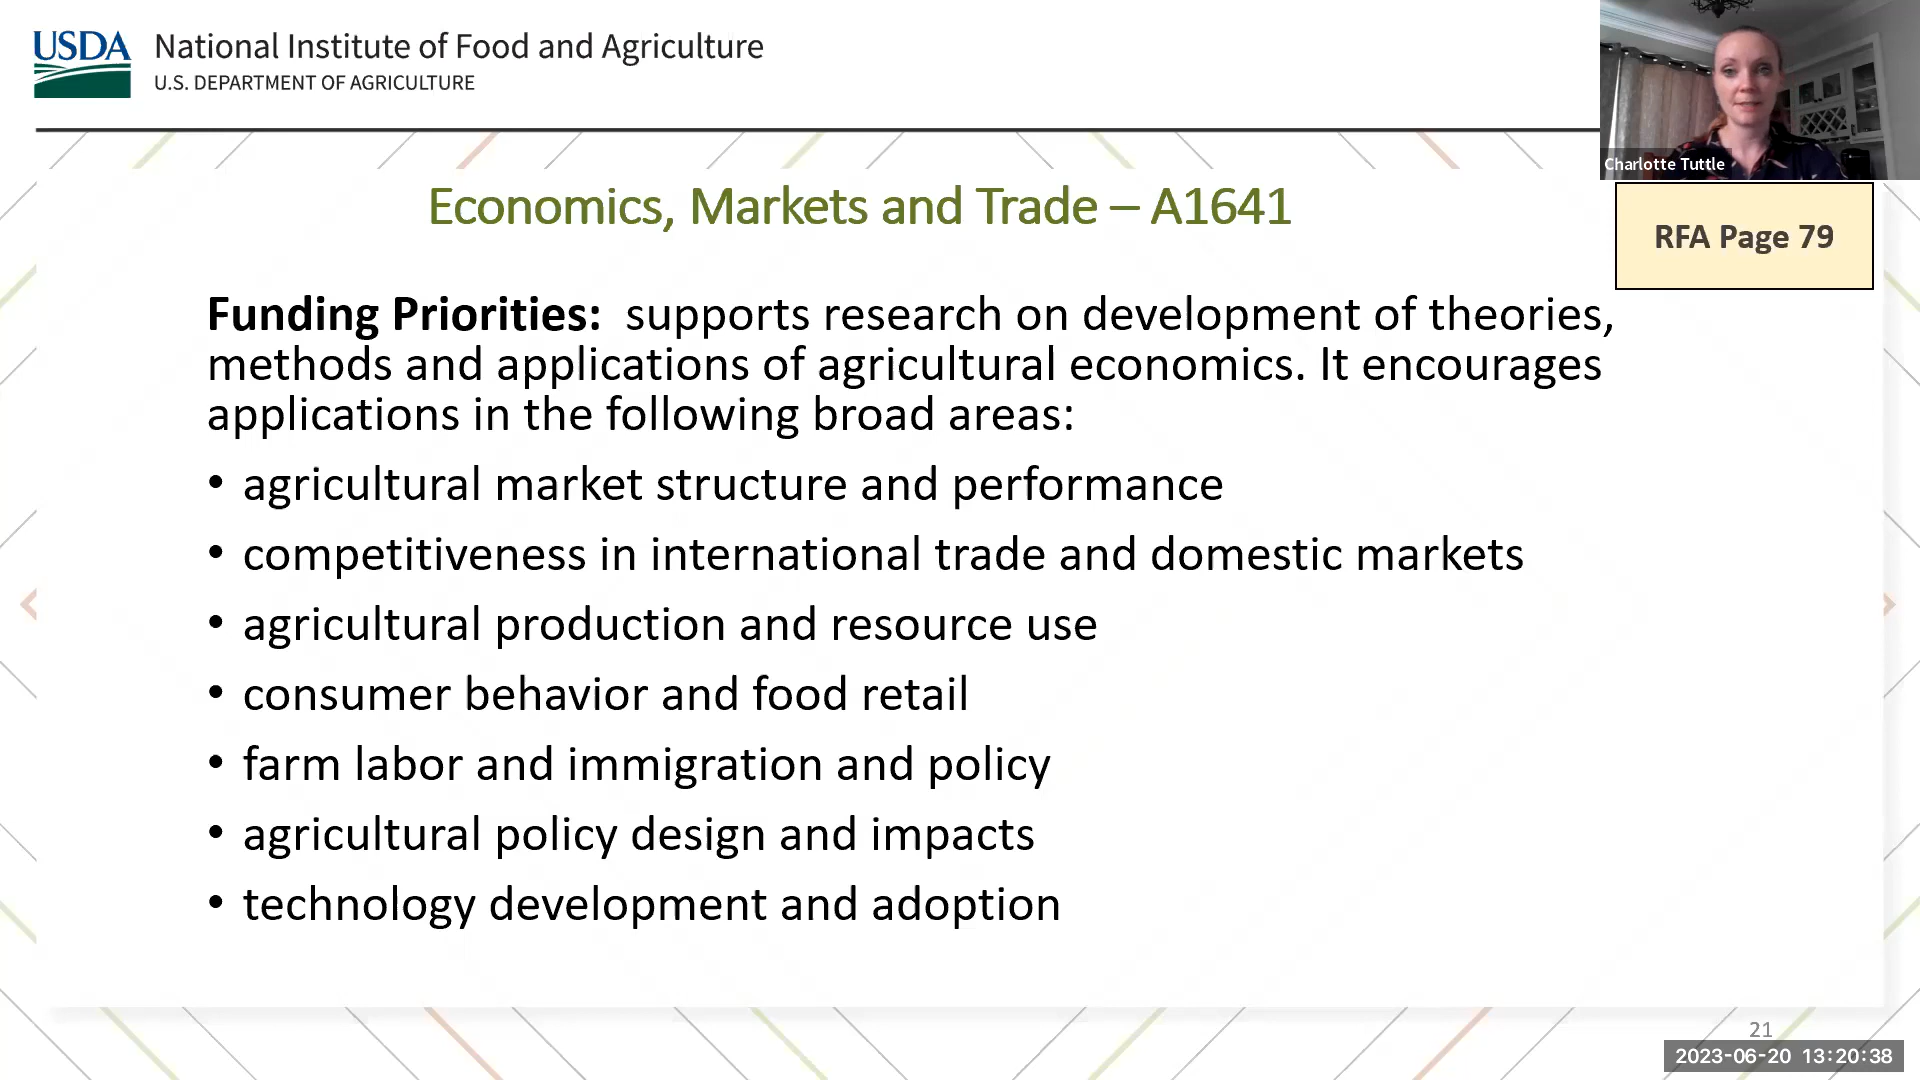 USDA
National Institute of Food and Agriculture
U.S. DEPARTMENT OF AGRICULTURE
Charlotte Tuttle
Economics, Markets and Trade – A1641
RFA Page 79
Funding Priorities: supports research on development of theories,
methods and applications of agricultural economics. It encourages
applications in the following broad areas:
• agricultural market structure and performance
• competitiveness in international trade and domestic markets
• agricultural production and resource use
• consumer behavior and food retail
• farm labor and immigration and policy
• agricultural policy design and impacts
• technology development and adoption
21
2023-06-20 13:20:38